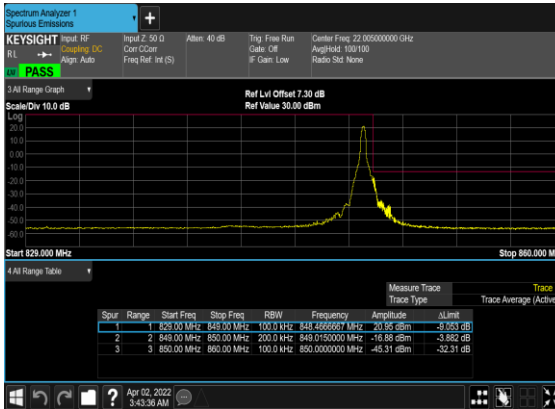 Spectrum Analyzer 1
Spurious Emissions
KEYSIGHT
RL
Input: RF
Coupling: DC
Align: Auto
Input Z: 50 Ω
Corr CCorr
Freq Ref: Int (S)
Atten: 40 dB
Trig: Free Run
Gate: Off
IF Gain: Low
Center Freq: 22.005000000 GHz
Avg|Hold: 100/100
Radio Std: None
PASS
3 All Range Graph
Scale/Div 10.0 dB
Ref Lvl Offset 7.30 dB
Ref Value 30.00 dBm
Log
20.0
10.0
0.00
-10.0
-20.0
-30.0
-40.0
-50.0
-60.0
Start 829.000 MHz
Stop 860.000 M
4 All Range Table
Measure Trace Trace
Trace Type Trace Average (Active
Spur Range Start Freq Stop Freq RBW Frequency Amplitude ΔLimit
1 1 829.00 MHz 849.00 MHz 100.0 kHz 848.4666667 MHz 20.95 dBm -9.053 dB
2 2 849.00 MHz 850.00 MHz 200.0 kHz 849.0150000 MHz -16.88 dBm -3.882 dB
3 3 850.00 MHz 860.00 MHz 100.0 kHz 850.0000000 MHz -45.31 dBm -32.31 dB
?
Apr 02, 2022
3:43:36 AM